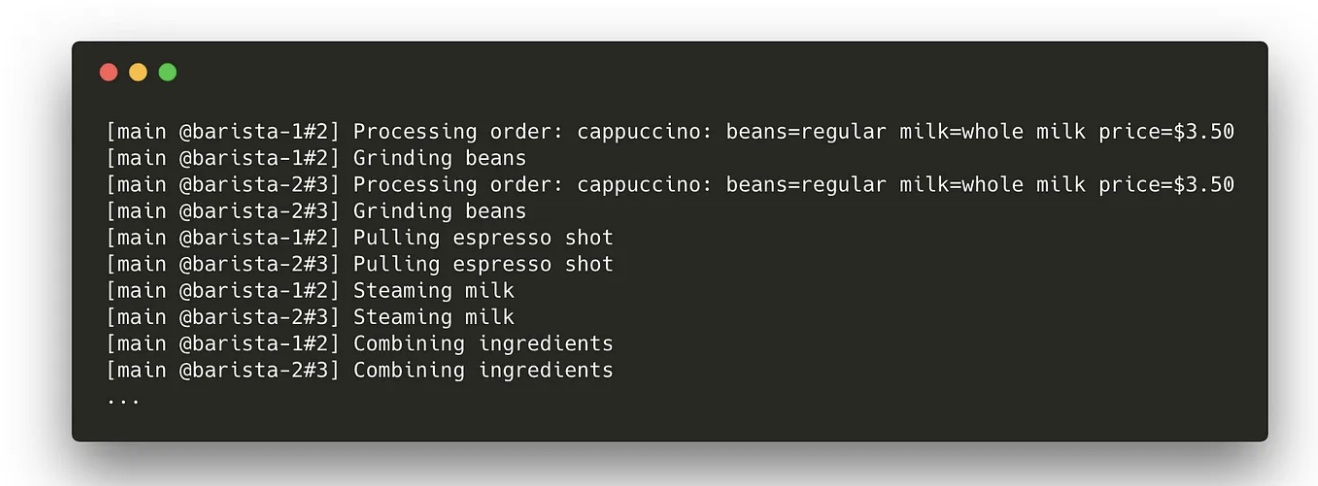 [main @barista-1#2] Processing order: cappuccino: beans=regular milk=whole milk price=$3.50
[main @barista-1#2] Grinding beans
[main @barista-2#3] Processing order: cappuccino: beans=regular milk=whole milk price=$3.50
[main @barista-2#3] Grinding beans
[main @barista-1#2] Pulling espresso shot
[main @barista-2#3] Pulling espresso shot
[main @barista-1#2] Steaming milk
[main @barista-2#3] Steaming milk
[main @barista-1#2] Combining ingredients
[main @barista-2#3] Combining ingredients
...